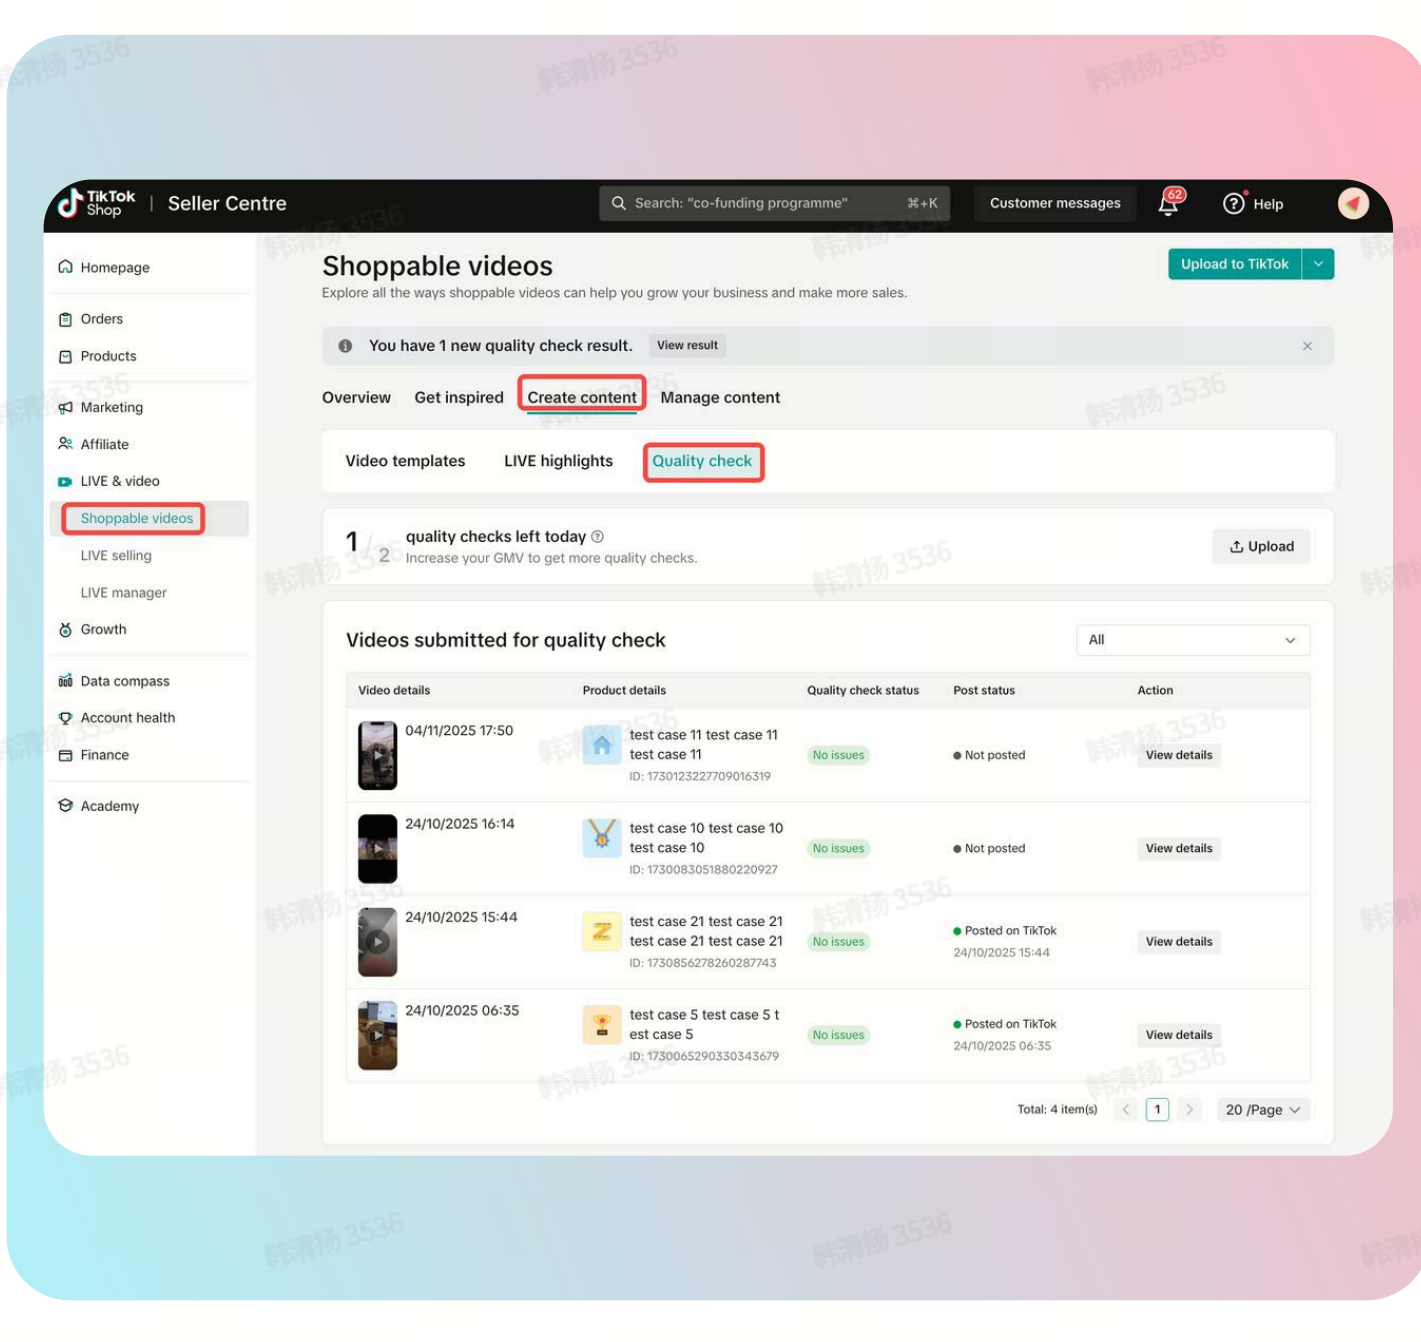 TikTok
Shop
Seller Centre
Search: "co-funding programme"
⌘+K
Customer messages
62
Help
Homepage
Orders
Products
Marketing
Affiliate
LIVE & video
Shoppable videos
LIVE selling
LIVE manager
Growth
Data compass
Account health
Finance
Academy
Shoppable videos
Explore all the ways shoppable videos can help you grow your business and make more sales.
Upload to TikTok
You have 1 new quality check result.
View result
Overview
Get inspired
Create content
Manage content
Video templates
LIVE highlights
Quality check
1 / 2
quality checks left today
Increase your GMV to get more quality checks.
Upload
Videos submitted for quality check
All
Video details
Product details
Quality check status
Post status
Action
04/11/2025 17:50
test case 11 test case 11
test case 11
ID: 1730123227709016319
No issues
Not posted
View details
24/10/2025 16:14
test case 10 test case 10
test case 10
ID: 1730083051880220927
No issues
Not posted
View details
24/10/2025 15:44
test case 21 test case 21
test case 21 test case 21
ID: 1730856278260287743
No issues
Posted on TikTok
24/10/2025 15:44
View details
24/10/2025 06:35
test case 5 test case 5 t
est case 5
ID: 1730065290330343679
No issues
Posted on TikTok
24/10/2025 06:35
View details
Total: 4 item(s)
1
20 /Page
韩清扬 3536